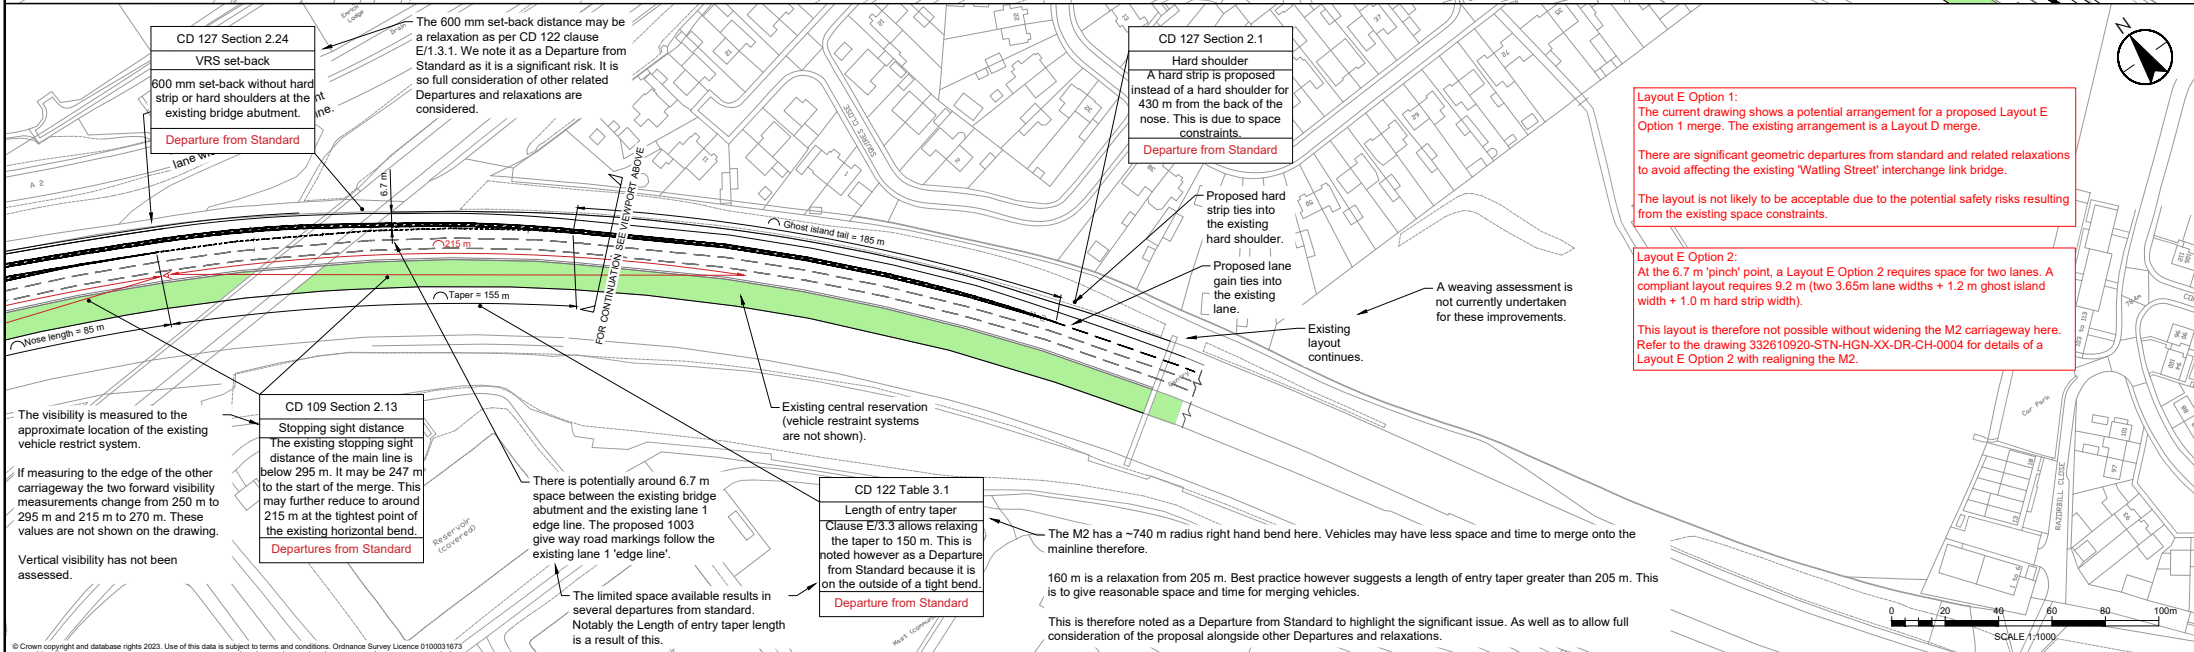 CD 127 Section 2.24
VRS set-back
600 mm set-back without hard
strip or hard shoulders at the
existing bridge abutment.
Departure from Standard
The 600 mm set-back distance may be
a relaxation as per CD 122 clause
E/1.3.1. We note it as a Departure from
Standard as it is a significant risk. It is
so full consideration of other related
Departures and relaxations are
considered.
CD 127 Section 2.1
Hard shoulder
A hard strip is proposed
instead of a hard shoulder for
430 m from the back of the
nose. This is due to space
constraints.
Departure from Standard
N
Layout E Option 1:
The current drawing shows a potential arrangement for a proposed Layout E
Option 1 merge. The existing arrangement is a Layout D merge.
There are significant geometric departures from standard and related relaxations
to avoid affecting the existing 'Watling Street' interchange link bridge.
The layout is not likely to be acceptable due to the potential safety risks resulting
from the existing space constraints.
Layout E Option 2:
At the 6.7 m 'pinch' point, a Layout E Option 2 requires space for two lanes. A
compliant layout requires 9.2 m (two 3.65m lane widths + 1.2 m ghost island
width + 1.0 m hard strip width).
This layout is therefore not possible without widening the M2 carriageway here.
Refer to the drawing 332610920-STN-HGN-XX-DR-CH-0004 for details of a
Layout E Option 2 with realigning the M2.
A 2
SQUIRES CLOSE
6.7 m
215 m
Ghost island tail = 185 m
Taper = 155 m
Nose length = 85 m
FOR CONTINUATION SEE VIEWPORT ABOVE
Proposed hard
strip ties into
the existing
hard shoulder.
Proposed lane
gain ties into
the existing
lane.
Existing
layout
continues.
A weaving assessment is
not currently undertaken
for these improvements.
Existing central reservation
(vehicle restraint systems
are not shown).
The visibility is measured to the
approximate location of the existing
vehicle restrict system.
If measuring to the edge of the other
carriageway the two forward visibility
measurements change from 250 m to
295 m and 215 m to 270 m. These
values are not shown on the drawing.
Vertical visibility has not been
assessed.
CD 109 Section 2.13
Stopping sight distance
The existing stopping sight
distance of the main line is
below 295 m. It may be 247 m
to the start of the merge. This
may further reduce to around
215 m at the tightest point of
the existing horizontal bend.
Departures from Standard
Reservoir
(covered)
There is potentially around 6.7 m
space between the existing bridge
abutment and the existing lane 1
edge line. The proposed 1003
give way road markings follow the
existing lane 1 'edge line'.
The limited space available results in
several departures from standard.
Notably the Length of entry taper length
is a result of this.
CD 122 Table 3.1
Length of entry taper
Clause E/3.3 allows relaxing
the taper to 150 m. This is
noted however as a Departure
from Standard because it is
on the outside of a tight bend.
Departure from Standard
The M2 has a ~740 m radius right hand bend here. Vehicles may have less space and time to merge onto the
mainline therefore.
160 m is a relaxation from 205 m. Best practice however suggests a length of entry taper greater than 205 m. This
is to give reasonable space and time for merging vehicles.
This is therefore noted as a Departure from Standard to highlight the significant issue. As well as to allow full
consideration of the proposal alongside other Departures and relaxations.
Car Park
RAZORBILL CLOSE
0 20 40 60 80 100m
SCALE 1:1000
© Crown copyright and database rights 2023. Use of this data is subject to terms and conditions. Ordnance Survey Licence 0100031673